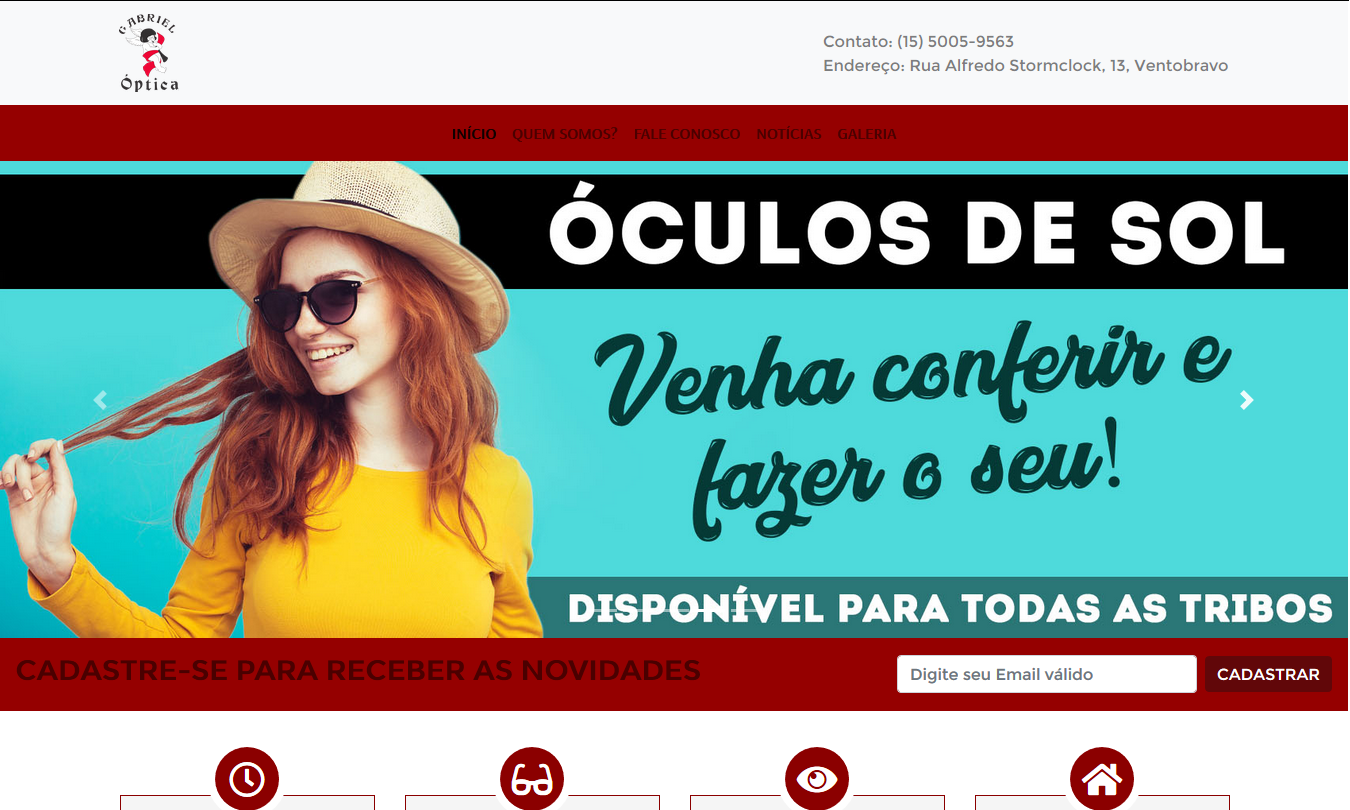 GABRIEL
Óptica
Contato: (15) 5005-9563
Endereço: Rua Alfredo Stormclock, 13, Ventobravo
INÍCIO QUEM SOMOS? FALE CONOSCO NOTÍCIAS GALERIA
ÓCULOS DE SOL
Venha conferir e
fazer o seu!
DISPONÍVEL PARA TODAS AS TRIBOS
CADASTRE-SE PARA RECEBER AS NOVIDADES
Digite seu Email válido
CADASTRAR